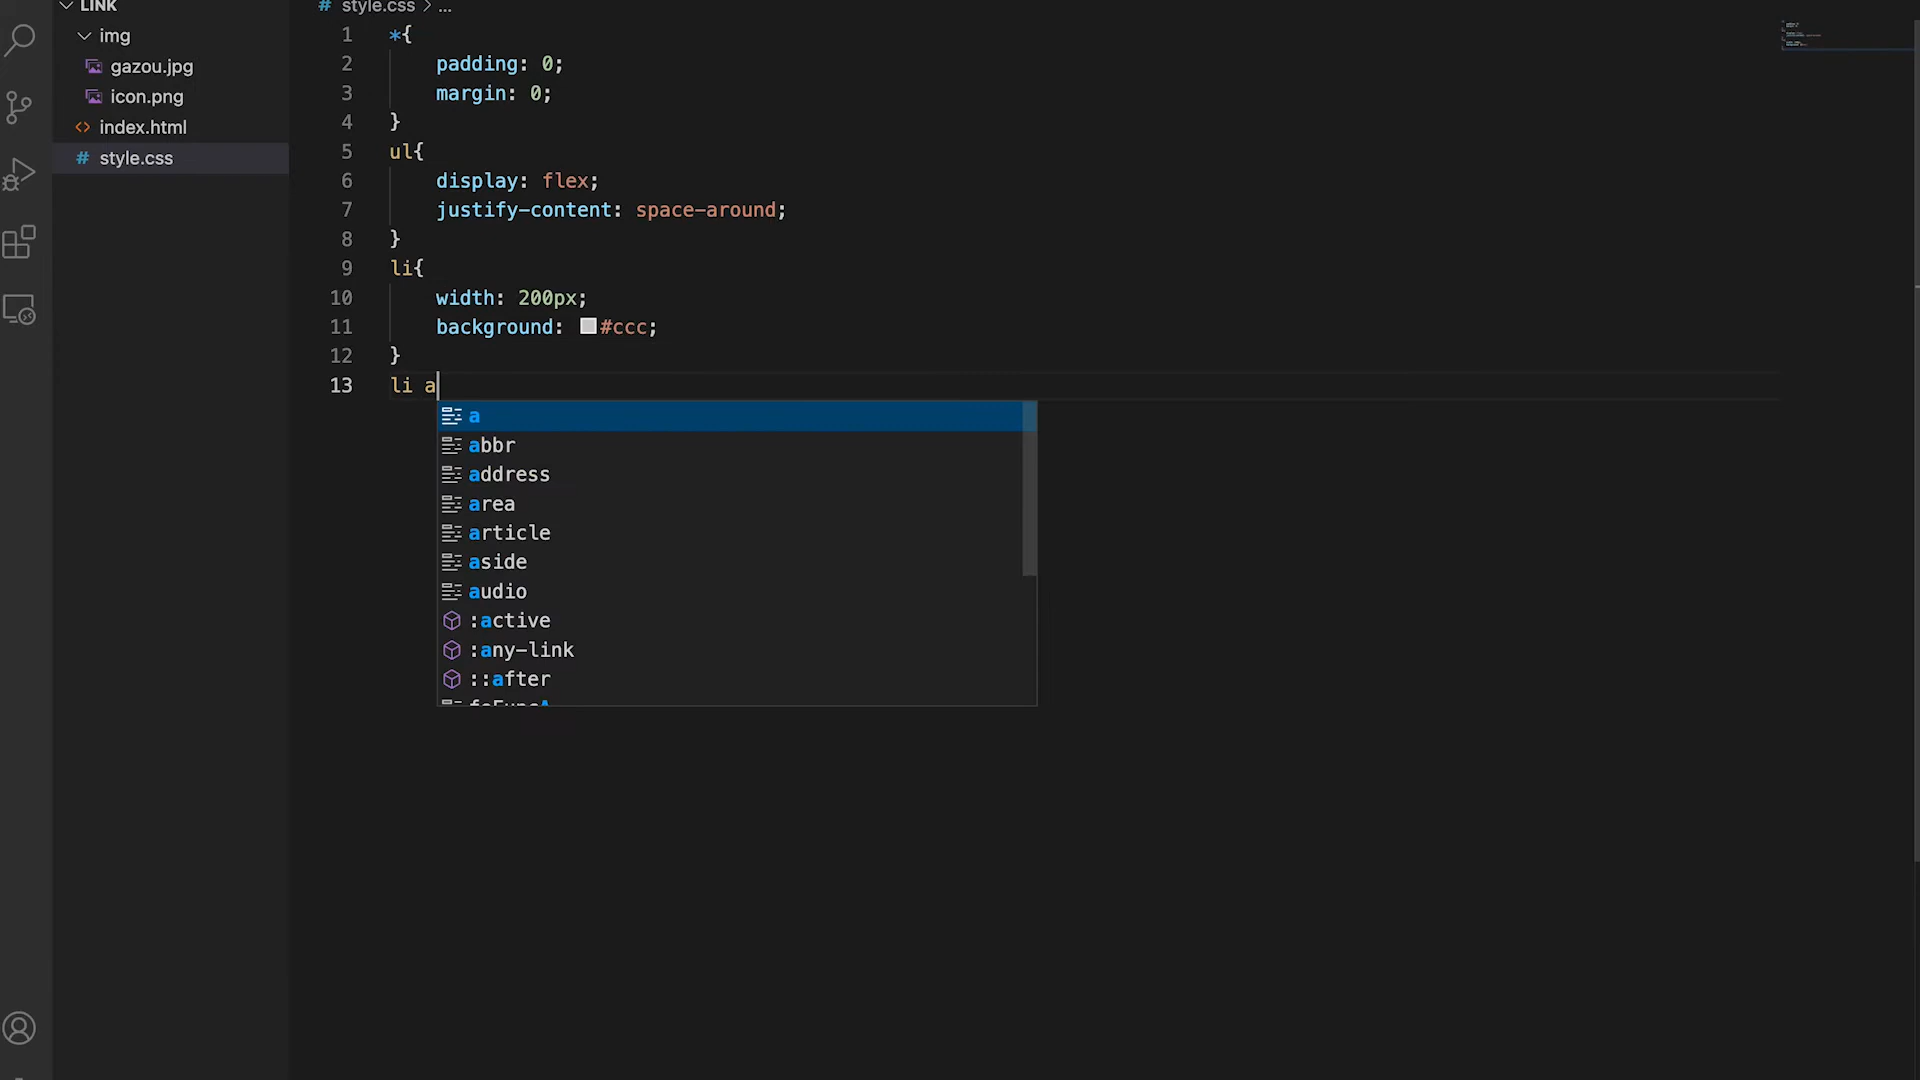 LINK
img
gazou.jpg
icon.png
index.html
# style.css
# style.css > ...
1 *{
2 padding: 0;
3 margin: 0;
4 }
5 ul{
6 display: flex;
7 justify-content: space-around;
8 }
9 li{
10 width: 200px;
11 background: #ccc;
12 }
13 li a
a
abbr
address
area
article
aside
audio
:active
:any-link
::after
feFuncA